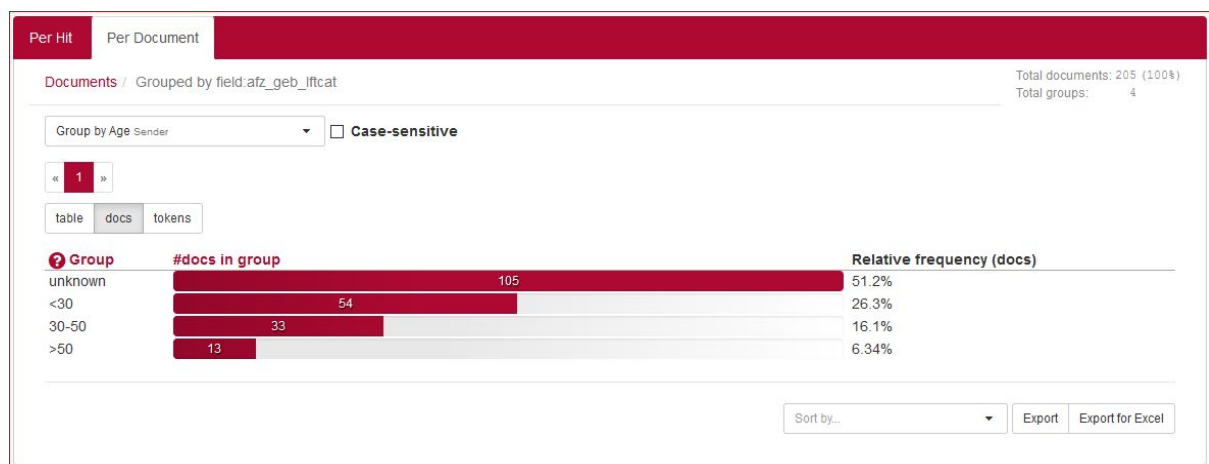 Per Hit Per Document
Documents / Grouped by field:afz_geb_lftcat
Total documents: 205 (100%)
Total groups: 4
Group by Age Sender Case-sensitive
« 1 »
table docs tokens
? Group #docs in group Relative frequency (docs)
unknown 105 51.2%
<30 54 26.3%
30-50 33 16.1%
>50 13 6.34%
Sort by... Export Export for Excel